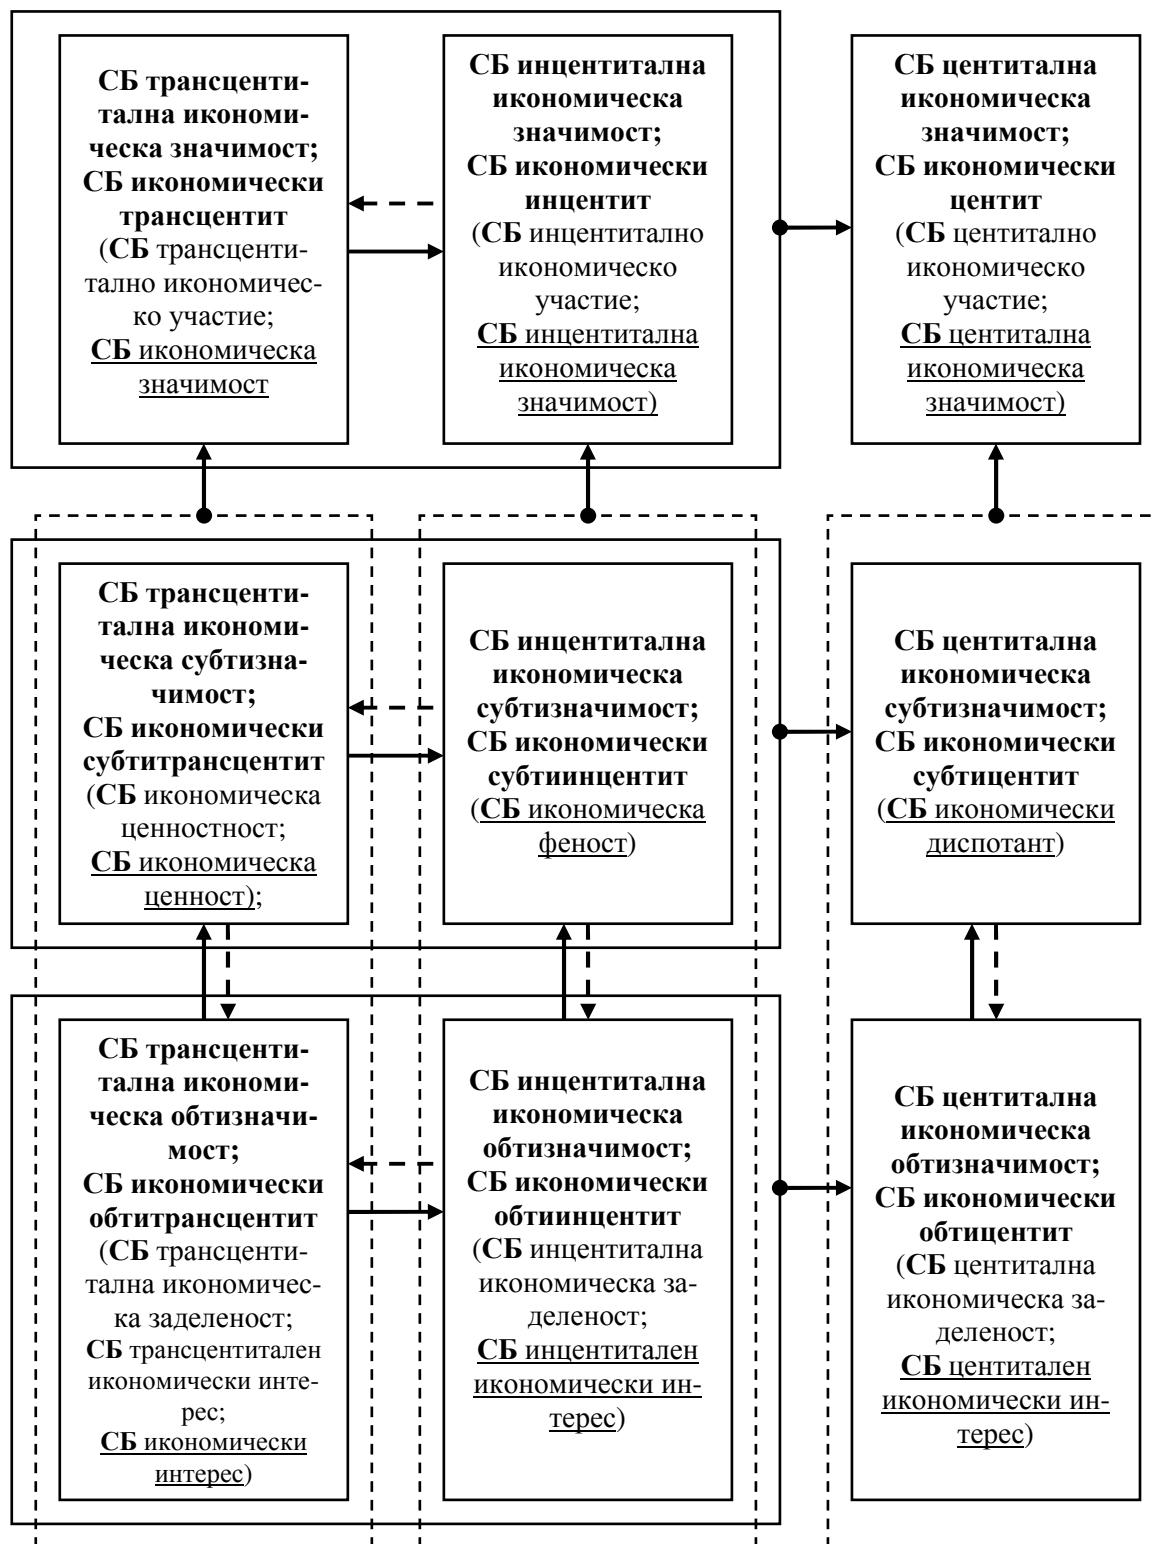 СБ трансценти-
тална икономи-
ческа значимост;
СБ икономически
трансцентит
(СБ трансценти-
тално икономичес-
ко участие;
СБ икономическа
значимост
СБ инцентитална
икономическа
значимост;
СБ икономически
инцентит
(СБ инцентитално
икономическо
участие;
СБ инцентитална
икономическа
значимост)
СБ центитална
икономическа
значимост;
СБ икономически
центит
(СБ центитално
икономическо
участие;
СБ центитална
икономическа
значимост)
СБ трансценти-
тална икономи-
ческа субтизна-
чимост;
СБ икономически
субтитрансцентит
(СБ икономическа
ценностност;
СБ икономическа
ценност);
СБ инцентитална
икономическа
субтизначимост;
СБ икономически
субтиинцентит
(СБ икономическа
феност)
СБ центитална
икономическа
субтизначимост;
СБ икономически
субтицентит
(СБ икономически
диспотант)
СБ трансценти-
тална икономи-
ческа обтизначи-
мост;
СБ икономически
обтитрансцентит
(СБ трансценти-
тална икономичес-
ка заделеност;
СБ трансцентитален
икономически инте-
рес;
СБ икономически
интерес)
СБ инцентитална
икономическа
обтизначимост;
СБ икономически
обтиинцентит
(СБ инцентитална
икономическа за-
деленост;
СБ инцентитален
икономически ин-
терес)
СБ центитална
икономическа
обтизначимост;
СБ икономически
обтицентит
(СБ центитална
икономическа за-
деленост;
СБ центитален
икономически ин-
терес)